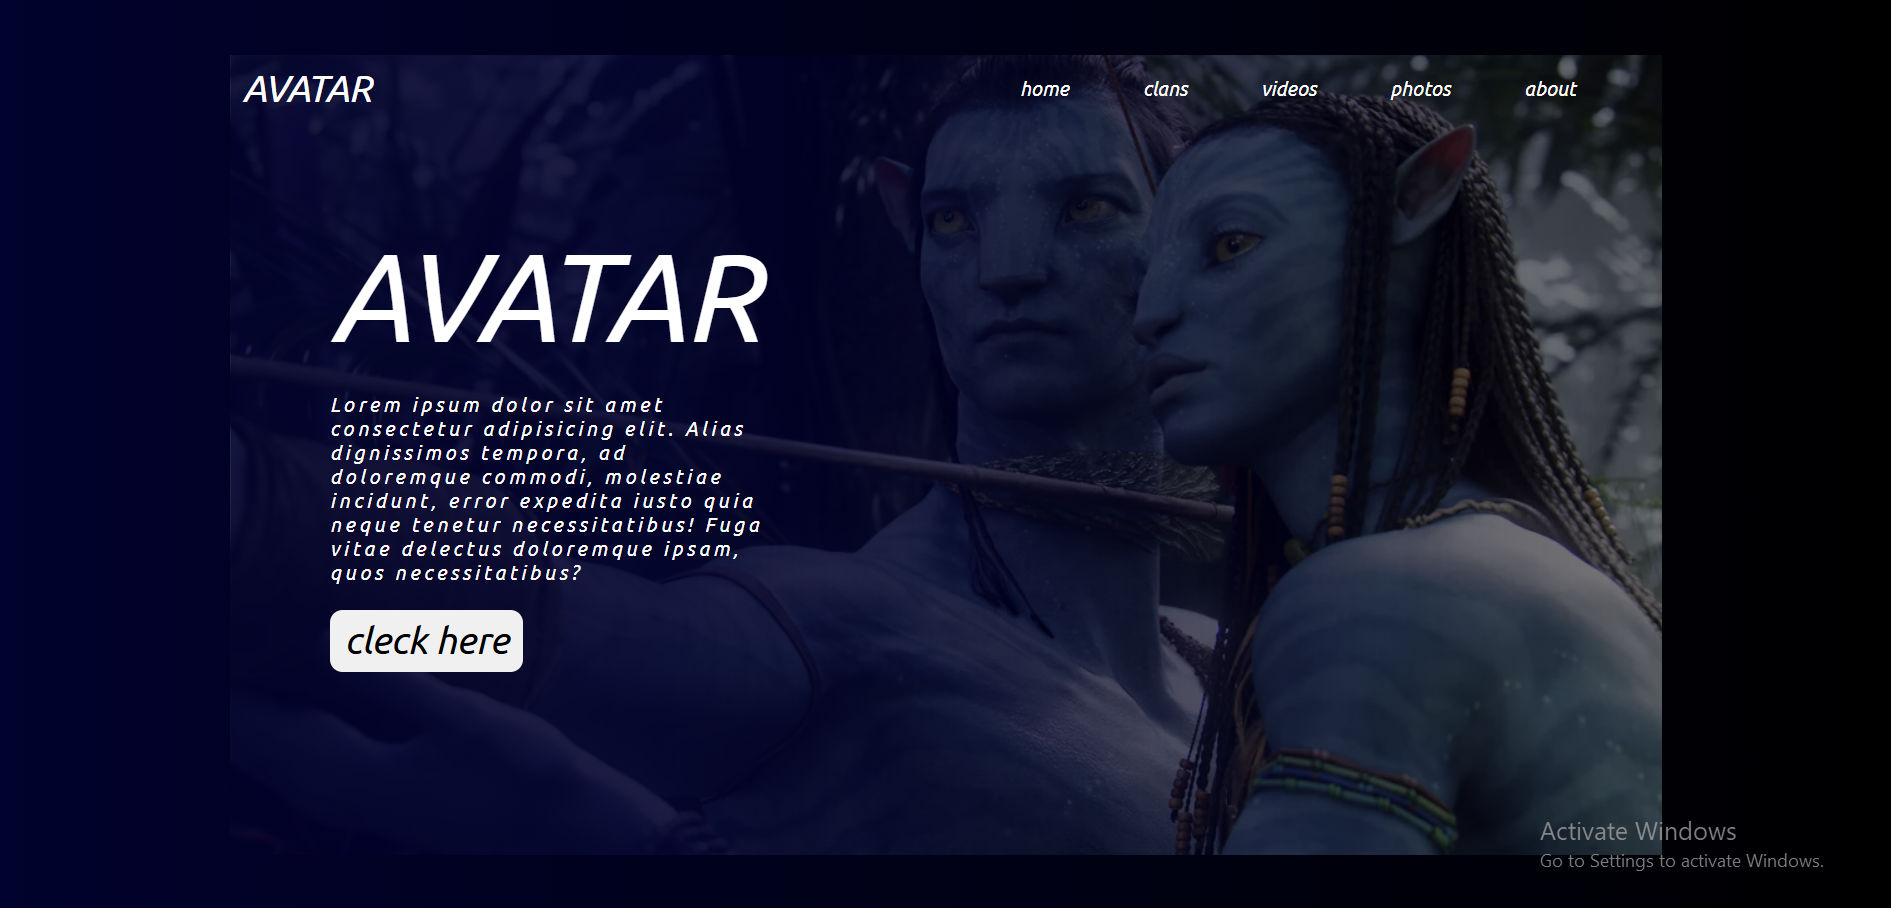 AVATAR
home clans videos photos about
AVATAR
Lorem ipsum dolor sit amet
consectetur adipisicing elit. Alias
dignissimos tempora, ad
doloremque commodi, molestiae
incidunt, error expedita iusto quia
neque tenetur necessitatibus! Fuga
vitae delectus doloremque ipsam,
quos necessitatibus?
cleck here
Activate Windows
Go to Settings to activate Windows.